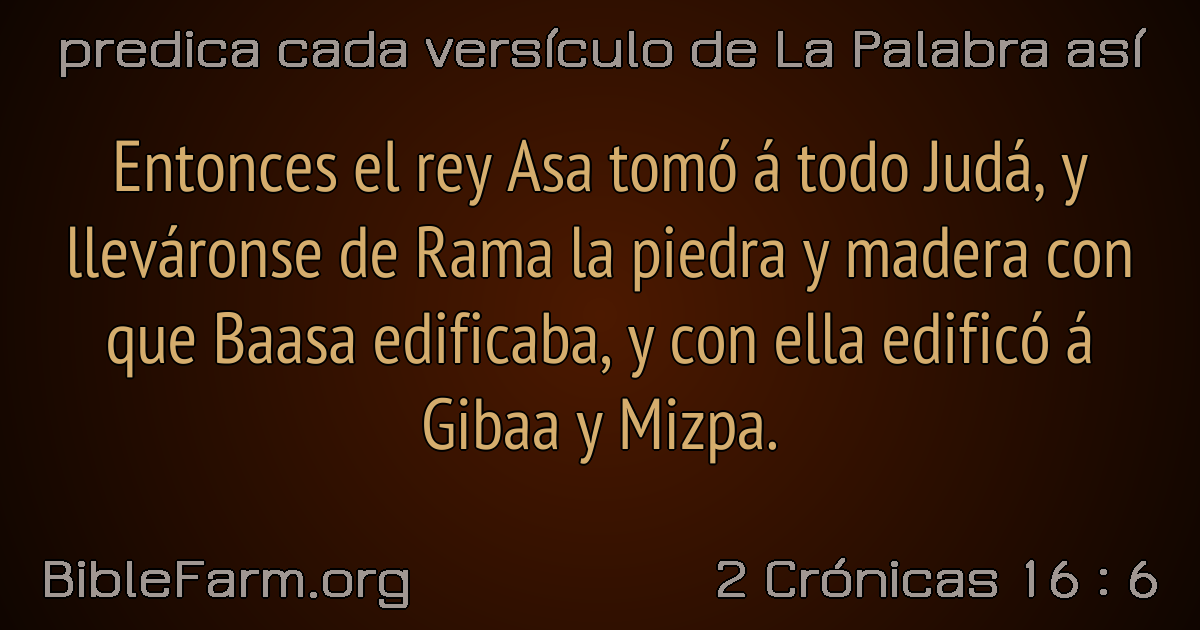 predica cada versículo de La Palabra así
Entonces el rey Asa tomó á todo Judá, y
lleváronse de Rama la piedra y madera con
que Baasa edificaba, y con ella edificó á
Gibaa y Mizpa.
BibleFarm.org
2 Crónicas 16 : 6